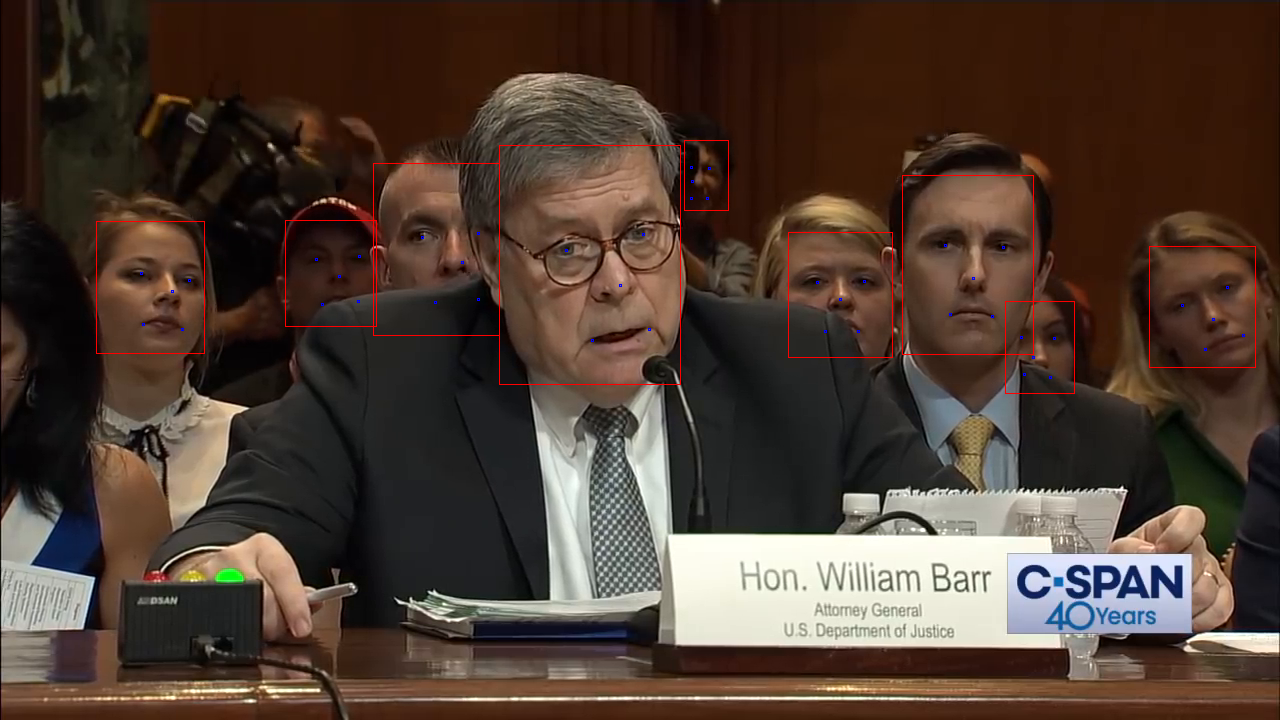 DSAN
Hon. William Barr
Attorney General
U.S. Department of Justice
C-SPAN
40Years